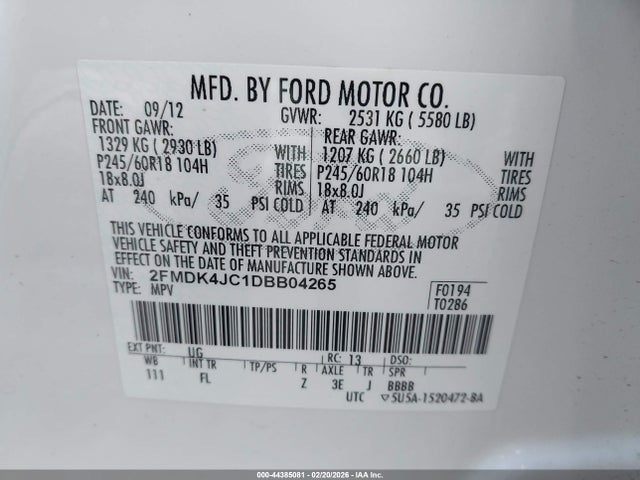 MFD. BY FORD MOTOR CO.
DATE: 09/12 GVWR: 2531 KG ( 5580 LB)
FRONT GAWR: REAR GAWR:
1329 KG ( 2930 LB) WITH 1207 KG ( 2660 LB) WITH
P245/60R18 104H TIRES P245/60R18 104H TIRES
18x8.0J RIMS 18x8.0J RIMS
AT 240 kPa/ 35 PSI COLD AT 240 kPa/ 35 PSI COLD
THIS VEHICLE CONFORMS TO ALL APPLICABLE FEDERAL MOTOR
VEHICLE SAFETY AND THEFT PREVENTION STANDARDS IN
EFFECT ON THE DATE OF MANUFACTURE SHOWN ABOVE.
VIN: 2FMDK4JC1DBB04265 F0194
TYPE: MPV T0286
EXT PNT: UG RC: 13 DSO:
WB INT TR TP/PS R AXLE TR SPR
111 FL Z 3E J BBBB
UTC ▽5U5A-1520472-BA
000-44385081 - 02/20/2026 - IAA Inc.